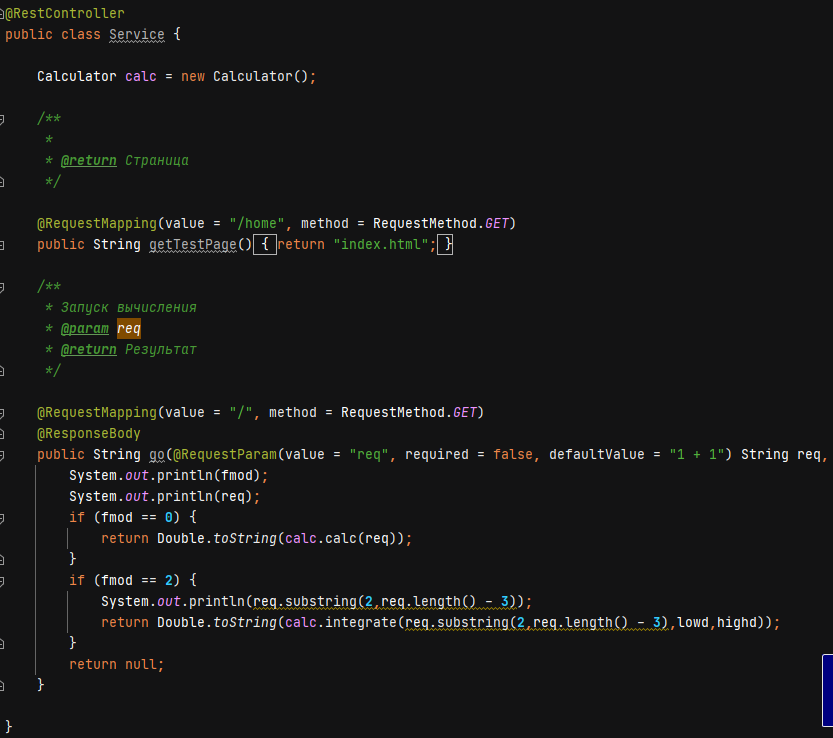 @RestController
public class Service {
Calculator calc = new Calculator();
/**
*
* @return Страница
*/
@RequestMapping(value = "/home", method = RequestMethod.GET)
public String getTestPage() { return "index.html"; }
/**
* Запуск вычисления
* @param req
* @return Результат
*/
@RequestMapping(value = "/", method = RequestMethod.GET)
@ResponseBody
public String go(@RequestParam(value = "req", required = false, defaultValue = "1 + 1") String req,
System.out.println(fmod);
System.out.println(req);
if (fmod == 0) {
return Double.toString(calc.calc(req));
}
if (fmod == 2) {
System.out.println(req.substring(2,req.length() - 3));
return Double.toString(calc.integrate(req.substring(2,req.length() - 3),lowd,highd));
}
return null;
}
}